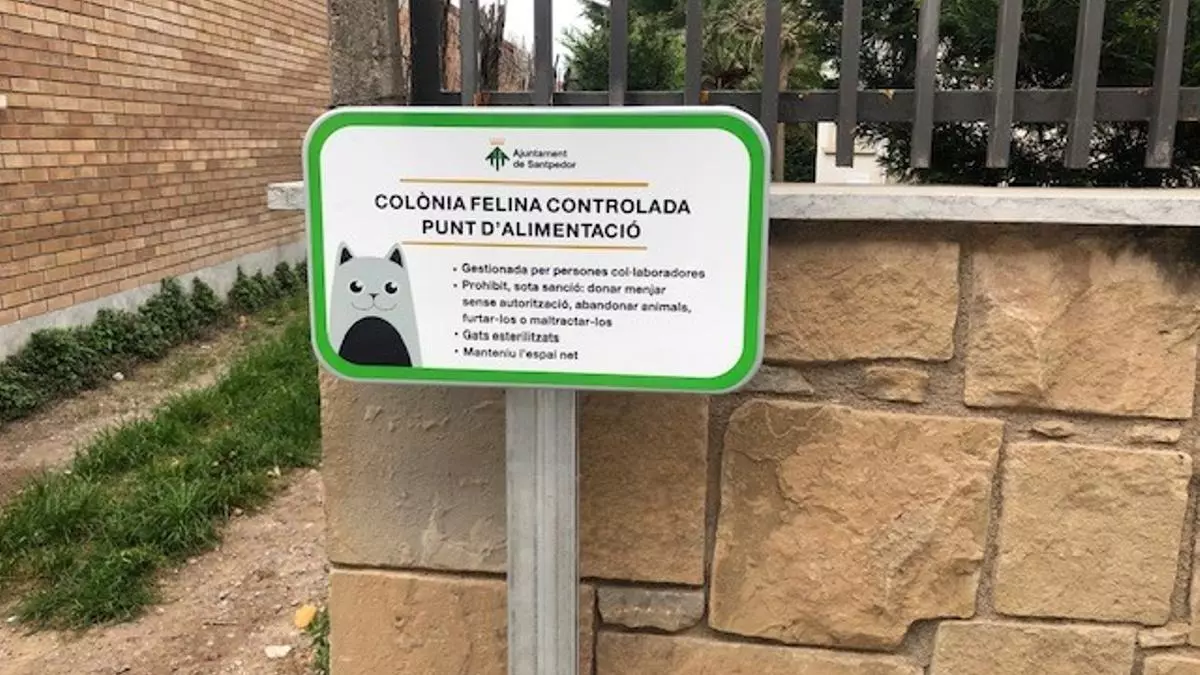 Ajuntament
de Santpedor
COLÒNIA FELINA CONTROLADA
PUNT D'ALIMENTACIÓ
• Gestionada per persones col·laboradores
• Prohibit, sota sanció: donar menjar
sense autorització, abandonar animals,
furtar-los o maltractar-los
• Gats esterilitzats
• Manteniu l'espai net